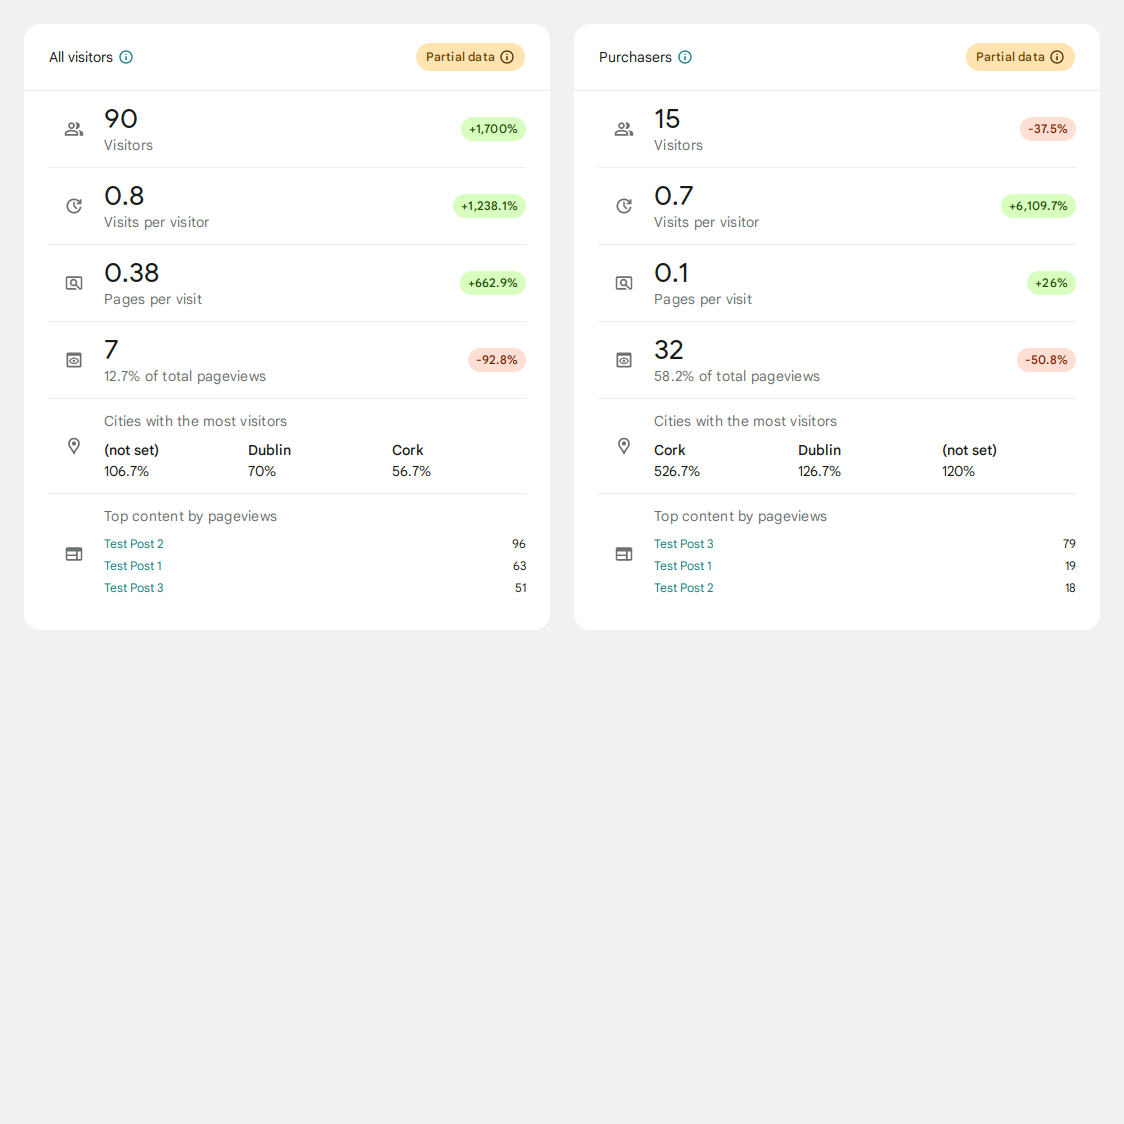 All visitors
Partial data
90
Visitors
+1,700%
0.8
Visits per visitor
+1,238.1%
0.38
Pages per visit
+662.9%
7
12.7% of total pageviews
-92.8%
Cities with the most visitors
(not set) Dublin Cork
106.7% 70% 56.7%
Top content by pageviews
Test Post 2 96
Test Post 1 63
Test Post 3 51
Purchasers
Partial data
15
Visitors
-37.5%
0.7
Visits per visitor
+6,109.7%
0.1
Pages per visit
+26%
32
58.2% of total pageviews
-50.8%
Cities with the most visitors
Cork Dublin (not set)
526.7% 126.7% 120%
Top content by pageviews
Test Post 3 79
Test Post 1 19
Test Post 2 18